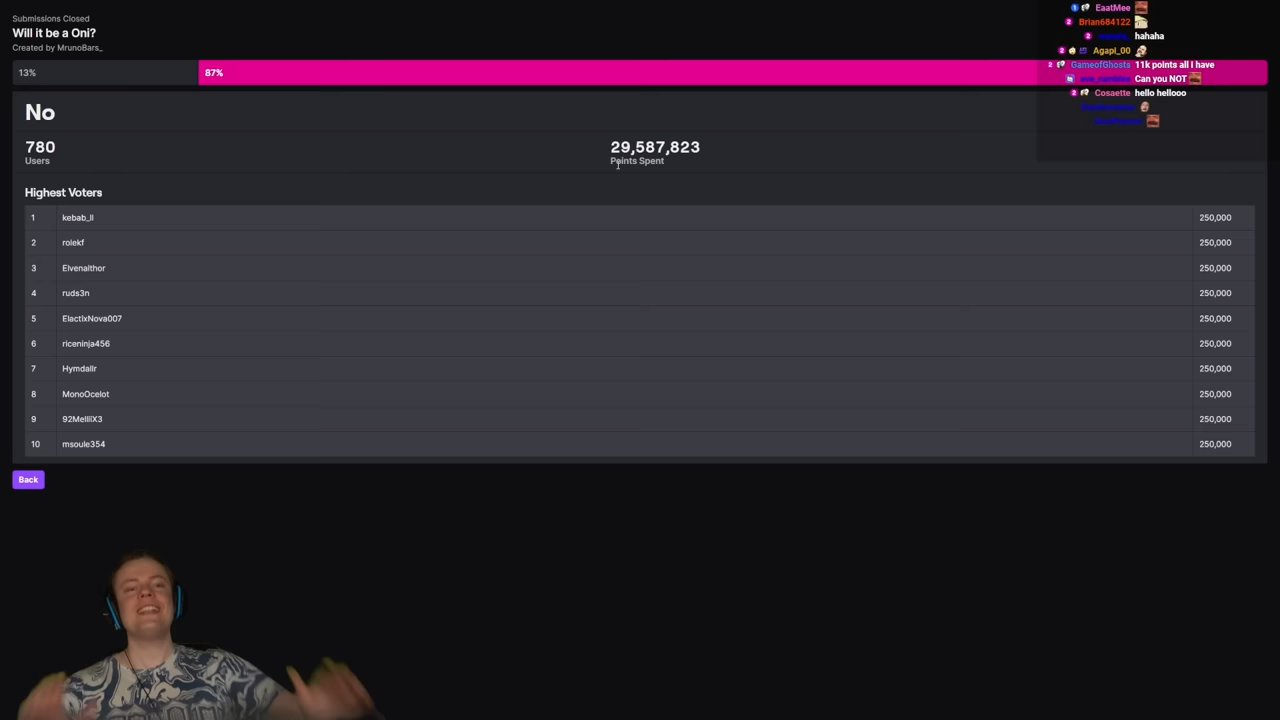 Submissions Closed
Will it be a Oni?
Created by MrunoBars_
13%
87%
No
780
Users
29,587,823
Points Spent
Highest Voters
1 kebab_ll 250,000
2 rolekf 250,000
3 Elvenalthor 250,000
4 ruds3n 250,000
5 ElactixNova007 250,000
6 riceninja456 250,000
7 Hymdallr 250,000
8 MonoOcelot 250,000
9 250,000
10 msoule354 250,000
Back
EaatMee
Brian684122
hahaha
Agapi_00
GameofGhosts 11k points all I have
Can you NOT
Cosaette hello hellooo